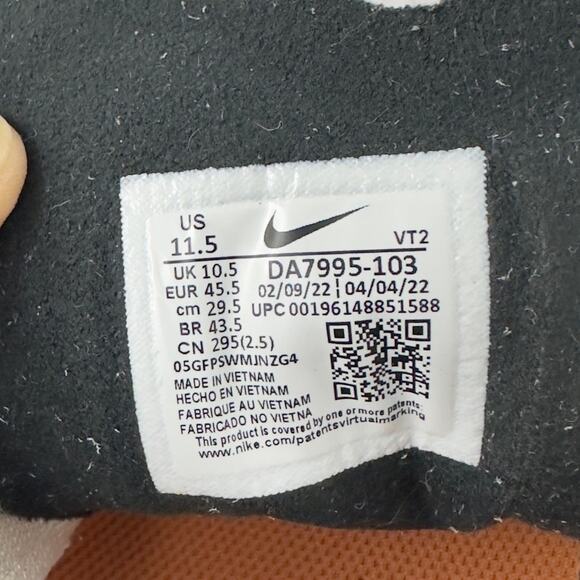 US
11.5
VT2
UK 10.5
DA7995-103
EUR 45.5
02/09/22 | 04/04/22
cm 29.5
UPC 00196148851588
BR 43.5
CN 295(2.5)
05GFPSWMJNZG4
MADE IN VIETNAM
HECHO EN VIETNAM
FABRIQUE AU VIETNAM
FABRICADO NO VIETNA
This product is covered by one or more patents.
www.nike.com/patentsvirtualmarking